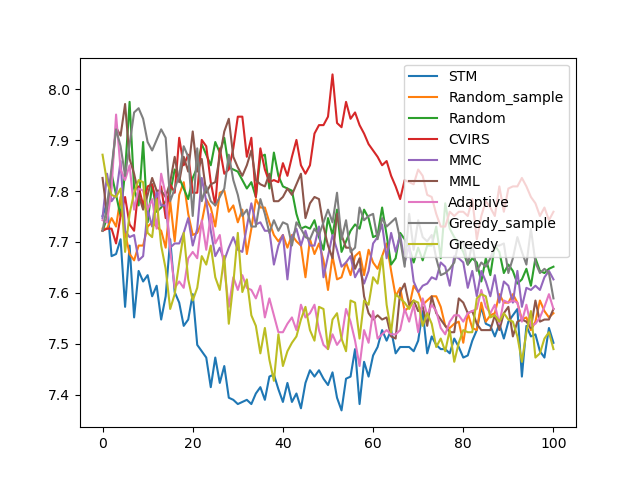 8.0
7.9
7.8
7.7
7.6
7.5
7.4
0 20 40 60 80 100
STM
Random_sample
Random
CVIRS
MMC
MML
Adaptive
Greedy_sample
Greedy